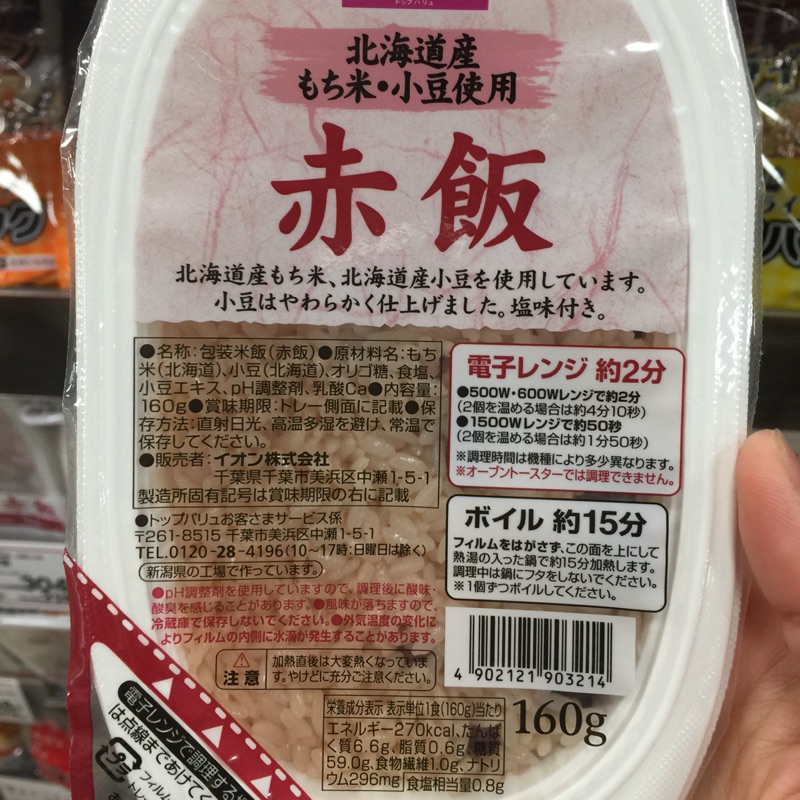 トップバリュ
北海道産
もち米・小豆使用
赤飯
北海道産もち米、北海道産小豆を使用しています。
小豆はやわらかく仕上げました。塩味付き。
●名称:包装米飯(赤飯)●原材料名:もち
米(北海道)、小豆(北海道)、オリゴ糖、食塩、
小豆エキス、pH調整剤、乳酸Ca●内容量:
160g●賞味期限:トレー側面に記載●保
存方法:直射日光、高温多湿を避け、常温で
保存してください。
●販売者:イオン株式会社
千葉県千葉市美浜区中瀬1-5-1
製造所固有記号は賞味期限の右に記載
●トップバリュお客さまサービス係
〒261-8515 千葉市美浜区中瀬1-5-1
TEL.0120-28-4196(10~17時:日曜日は除く)
新潟県の工場で作っています。
●pH調整剤を使用していますので、調理後に酸味・
酸臭を感じることがあります。●風味が落ちますので、
冷蔵庫で保存しないでください。●外気温度の変化に
よりフィルムの内側に水滴が発生することがあります。
注意
加熱直後は大変熱くなっていま
す。やけどに充分ご注意ください。
電子レンジ 約2分
●500W・600Wレンジで約2分
(2個を温める場合は約4分10秒)
●1500Wレンジで約50秒
(2個を温める場合は約1分50秒)
※調理時間は機種により多少異なります。
※オーブントースターでは調理できません。
ボイル 約15分
フィルムをはがさず、この面を上にして
熱湯の入った鍋で約15分加熱します。
調理中は鍋にフタをしないでください。
※1個ずつボイルしてください。
4 902121 903214
栄養成分表示 表示単位1食(160g)当たり
エネルギー270kcal、たんぱ
く質6.6g、脂質0.6g、糖質
59.0g、食物繊維1.0g、ナトリ
ウム296mg 食塩相当量0.8g
160g
電子レンジで調理する
は点線まであけてく
フィルム